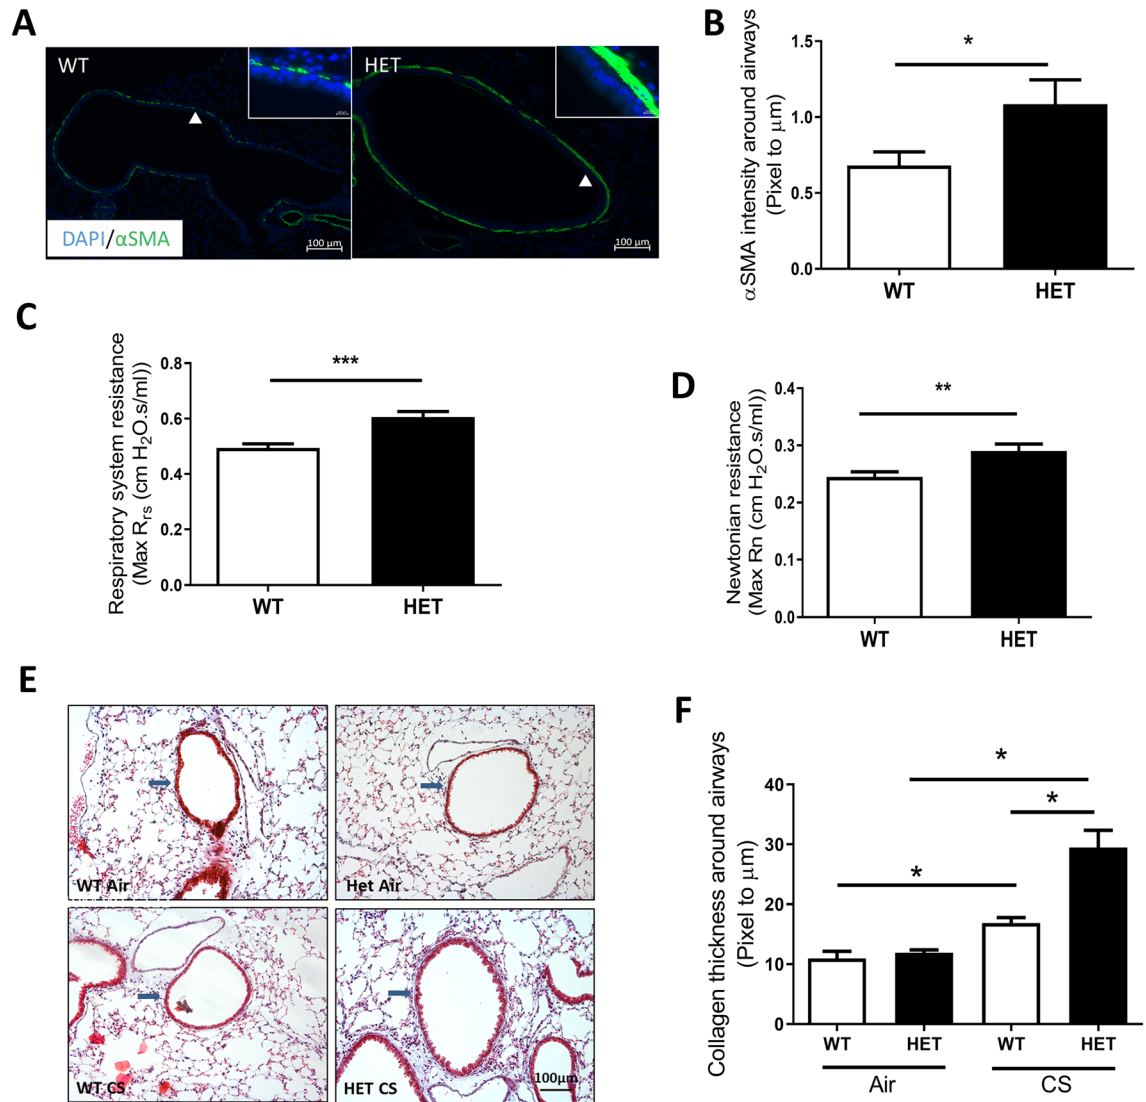 A
WT
HET
DAPI/αSMA
100 µm
100 µm
B
αSMA intensity around airways
(Pixel to µm)
1.5
1.0
0.5
0.0
*
WT
HET
C
Respiratory system resistance
(Max Rrs (cm H2O.s/ml))
0.8
0.6
0.4
0.2
0.0
***
WT
HET
D
Newtonian resistance
(Max Rn (cm H2O.s/ml))
0.4
0.3
0.2
0.1
0.0
**
WT
HET
E
WT Air
Het Air
WT CS
HET CS
100µm
F
Collagen thickness around airways
(Pixel to µm)
40
30
20
10
0
*
*
*
WT
HET
WT
HET
Air
CS